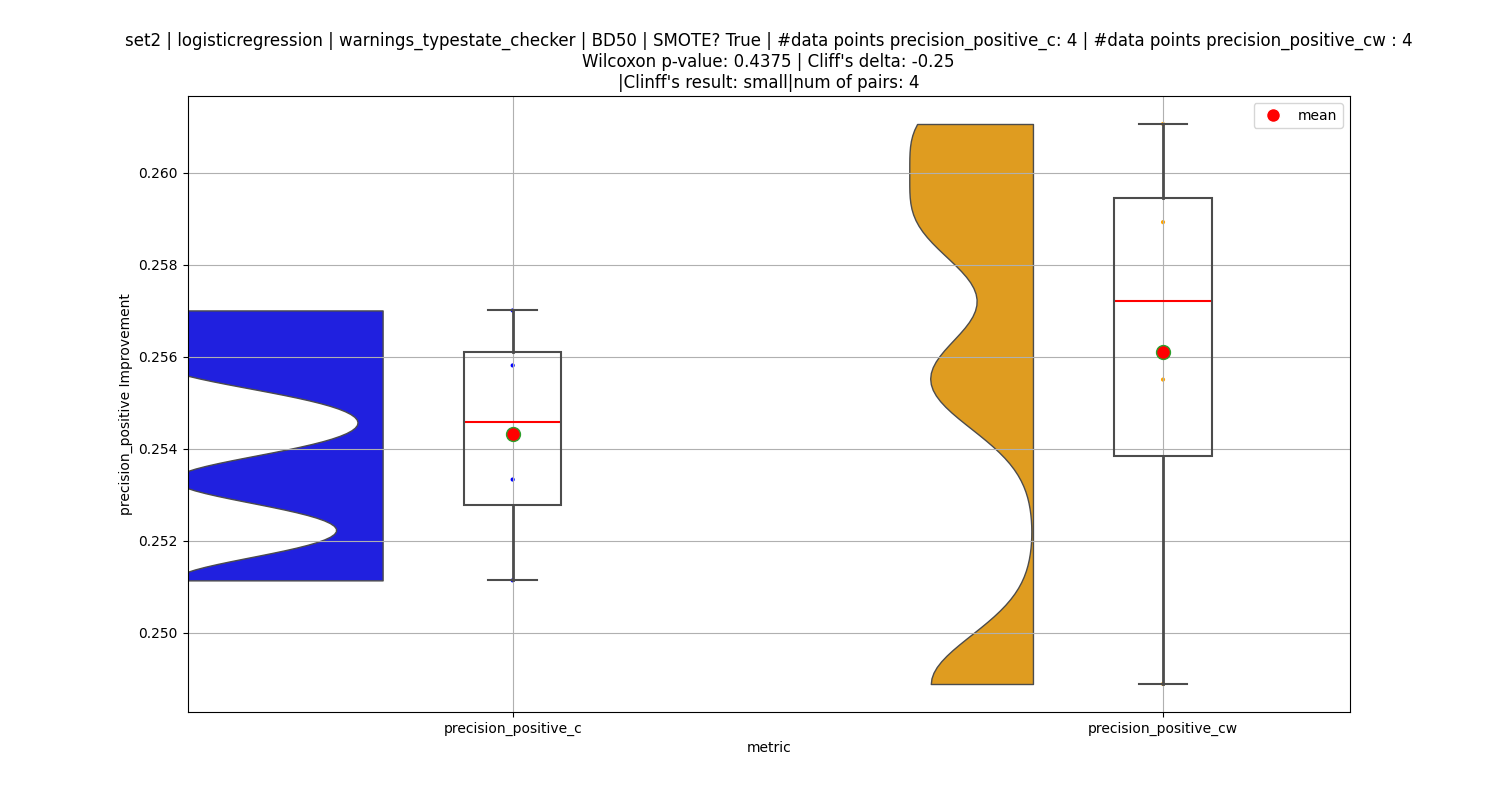 set2 | logisticregression | warnings_typestate_checker | BD50 | SMOTE? True | #data points precision_positive_c: 4 | #data points precision_positive_cw : 4
Wilcoxon p-value: 0.4375 | Cliff's delta: -0.25
|Clinff's result: small|num of pairs: 4
mean
0.260
0.258
0.256
0.254
0.252
0.250
precision_positive Improvement
precision_positive_c
precision_positive_cw
metric